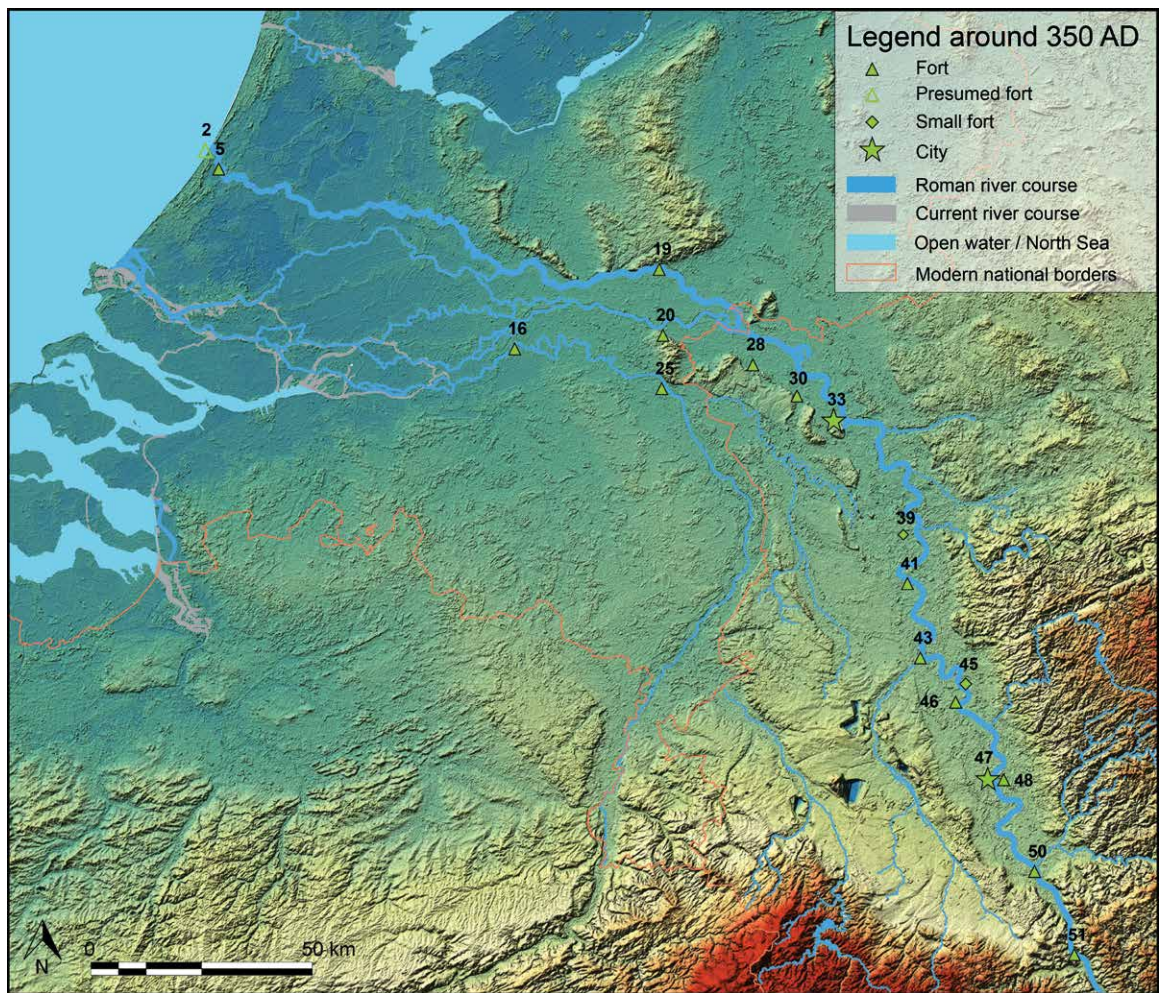 Legend around 350 AD
Fort
Presumed fort
Small fort
City
Roman river course
Current river course
Open water / North Sea
Modern national borders
2
5
19
20
16
28
25
30
33
39
41
43
45
46
47
48
50
51
0 50 km
N